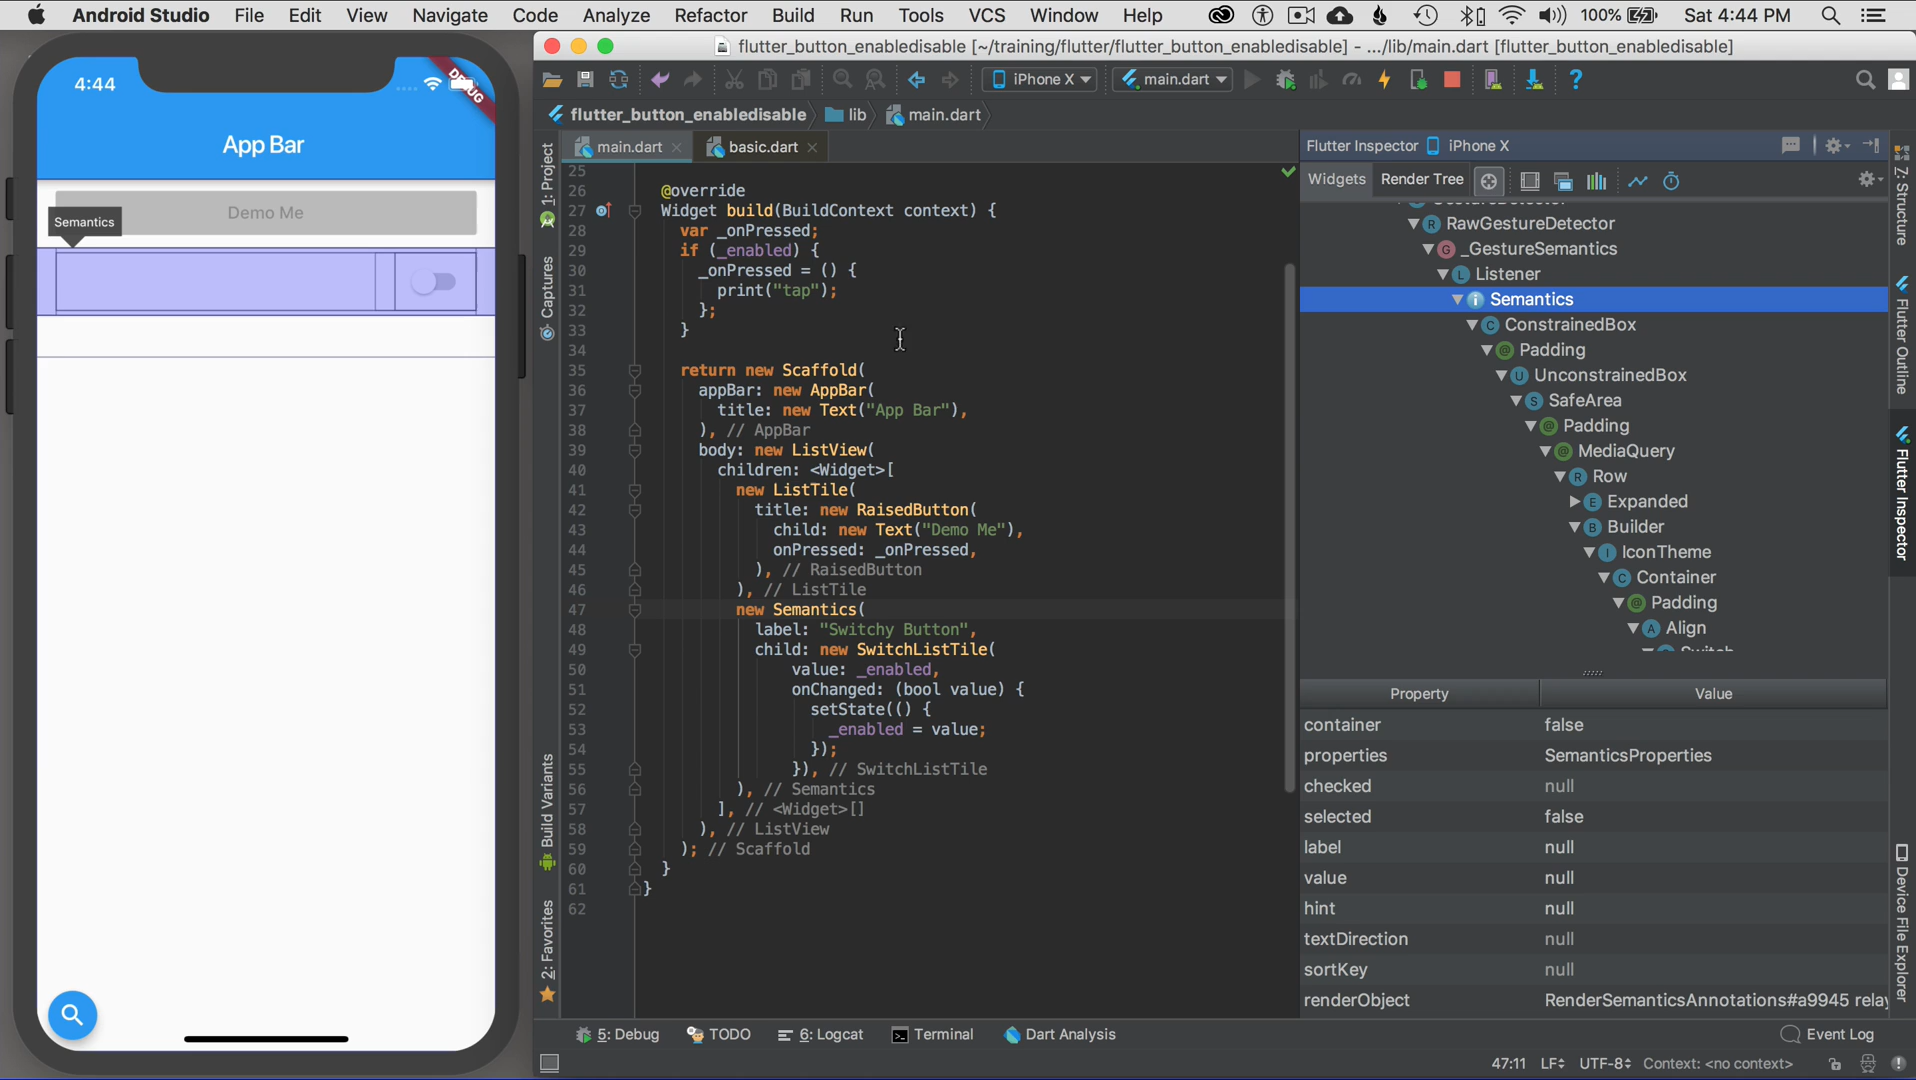 Android Studio File Edit View Navigate Code Analyze Refactor Build Run Tools VCS Window Help 100% Sat 4:44 PM
4:44
DEBUG
App Bar
Demo Me
Semantics
flutter_button_enabledisable [~/training/flutter/flutter_button_enabledisable] - .../lib/main.dart [flutter_button_enabledisable]
iPhone X main.dart
flutter_button_enabledisable lib main.dart
main.dart basic.dart
1: Project
Captures
Build Variants
2: Favorites
25
26 @override
27 Widget build(BuildContext context) {
28 var _onPressed;
29 if (_enabled) {
30 _onPressed = () {
31 print("tap");
32 };
33 }
34
35 return new Scaffold(
36 appBar: new AppBar(
37 title: new Text("App Bar"),
38 ), // AppBar
39 body: new ListView(
40 children: <Widget>[
41 new ListTile(
42 title: new RaisedButton(
43 child: new Text("Demo Me"),
44 onPressed: _onPressed,
45 ), // RaisedButton
46 ), // ListTile
47 new Semantics(
48 label: "Switchy Button",
49 child: new SwitchListTile(
50 value: _enabled,
51 onChanged: (bool value) {
52 setState(() {
53 _enabled = value;
54 });
55 }), // SwitchListTile
56 ), // Semantics
57 ], // <Widget>[]
58 ), // ListView
59 ); // Scaffold
60 }
61 }
62
Flutter Inspector iPhone X
Widgets Render Tree
RawGestureDetector
_GestureSemantics
Listener
Semantics
ConstrainedBox
Padding
UnconstrainedBox
SafeArea
Padding
MediaQuery
Row
Expanded
Builder
IconTheme
Container
Padding
Align
Property Value
container false
properties SemanticsProperties
checked null
selected false
label null
value null
hint null
textDirection null
sortKey null
renderObject RenderSemanticsAnnotations#a9945 relay
Z: Structure
Flutter Outline
Flutter Inspector
Device File Explorer
5: Debug TODO 6: Logcat Terminal Dart Analysis Event Log
47:11 LF UTF-8 Context: <no context>